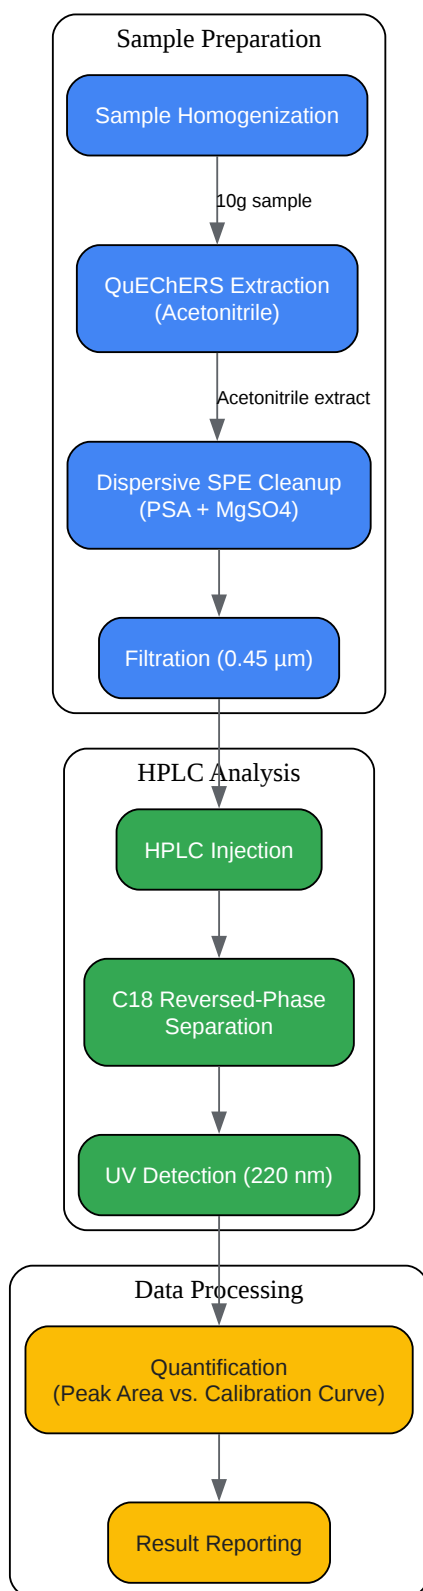 Sample Preparation
Sample Homogenization
10g sample
QuEChERS Extraction
(Acetonitrile)
Acetonitrile extract
Dispersive SPE Cleanup
(PSA + MgSO4)
Filtration (0.45 µm)
HPLC Analysis
HPLC Injection
C18 Reversed-Phase
Separation
UV Detection (220 nm)
Data Processing
Quantification
(Peak Area vs. Calibration Curve)
Result Reporting